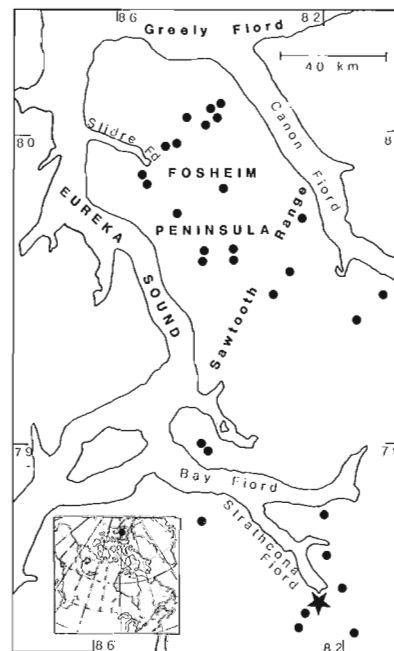 86
82
Greely Fiord
40 km
Canon Fiord
80
8
Slidre Fd
FOSHEIM
PENINSULA
EUREKA SOUND
Sawtooth Range
79
79
Bay Fiord
Strathcona Fiord
86
82